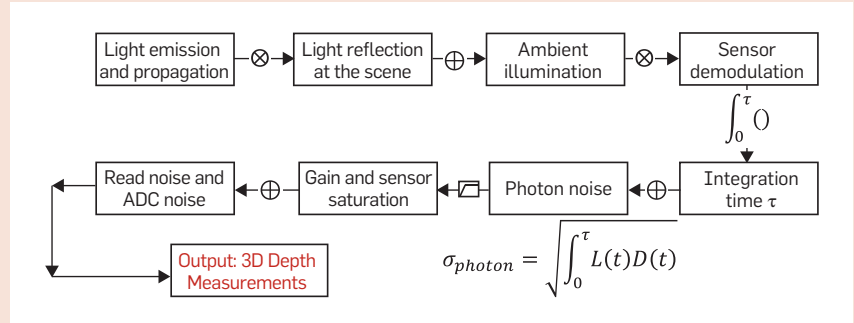 Light emission
and propagation
⊗
Light reflection
at the scene
⊕
Ambient
illumination
⊗
Sensor
demodulation
∫₀^τ ()
Integration
time τ
⊕
Photon noise
σ_photon = √(∫₀^τ L(t)D(t))
Gain and sensor
saturation
⊕
Read noise and
ADC noise
Output: 3D Depth
Measurements